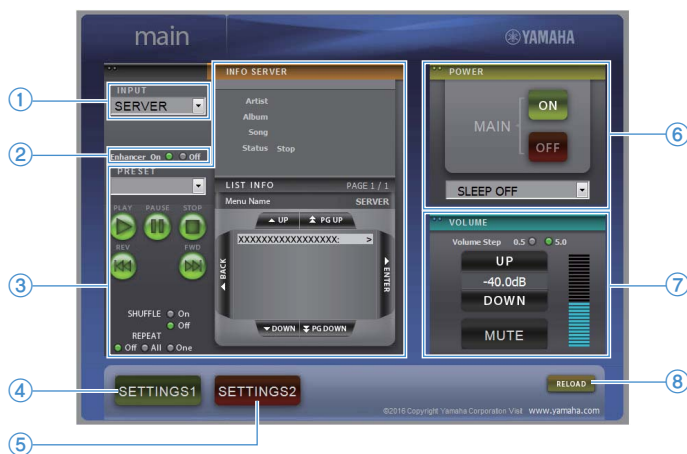 main
YAMAHA
INPUT
SERVER
Enhancer On Off
PRESET
PLAY PAUSE STOP
REV FWD
SHUFFLE On
Off
REPEAT
Off All One
INFO SERVER
Artist
Album
Song
Status Stop
LIST INFO PAGE 1 / 1
Menu Name SERVER
UP PG UP
XXXXXXXXXXXXXXXXX: >
BACK
ENTER
DOWN PG DOWN
POWER
MAIN
ON
OFF
SLEEP OFF
VOLUME
Volume Step 0.5 5.0
UP
-40.0dB
DOWN
MUTE
SETTINGS1
SETTINGS2
RELOAD
©2016 Copyright Yamaha Corporation Visit www.yamaha.com
1
2
3
4
5
6
7
8